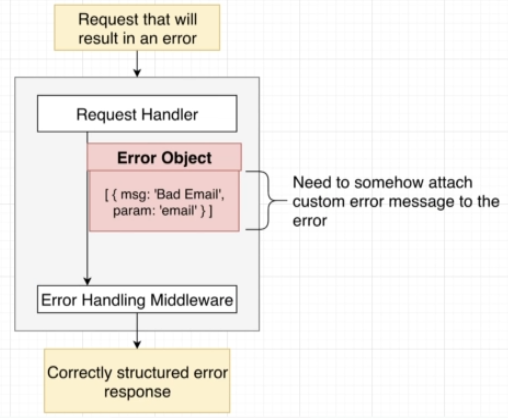 Request that will
result in an error
Request Handler
Error Object
[ { msg: 'Bad Email',
param: 'email' } ]
Need to somehow attach
custom error message to the
error
Error Handling Middleware
Correctly structured error
response